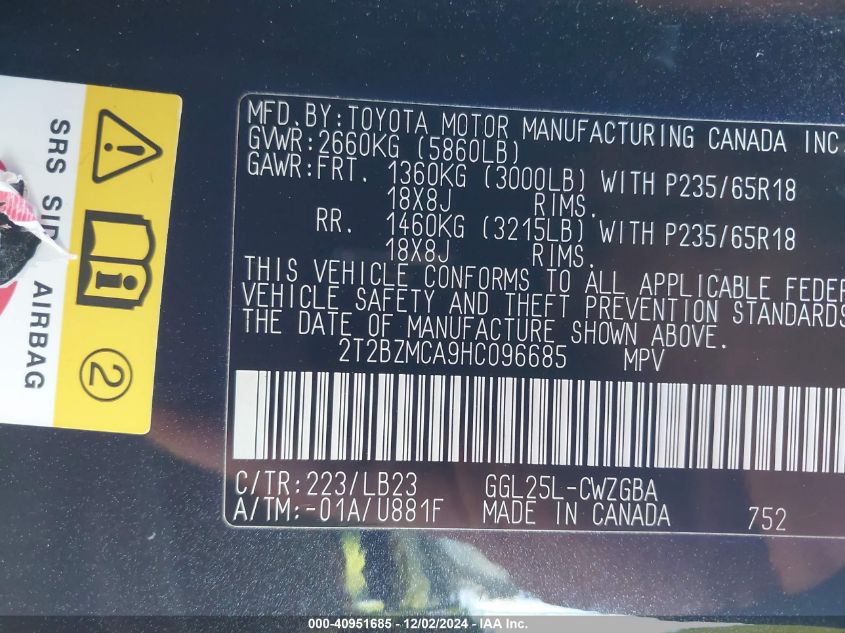 MFD.BY:TOYOTA MOTOR MANUFACTURING CANADA INC.
GVWR:2660KG (5860LB)
GAWR:FRT. 1360KG (3000LB) WITH P235/65R18
18X8J RIMS.
RR. 1460KG (3215LB) WITH P235/65R18
18X8J RIMS.
THIS VEHICLE CONFORMS TO ALL APPLICABLE FEDER
VEHICLE SAFETY AND THEFT PREVENTION STANDARDS
THE DATE OF MANUFACTURE SHOWN ABOVE.
2T2BZMCA9HC096685 MPV
C/TR:223/LB23 GGL25L-CWZGBA
A/TM:-01A/U881F MADE IN CANADA 752
SRS SID
AIRBAG
2
000-40951685 - 12/02/2024 - IAA Inc.